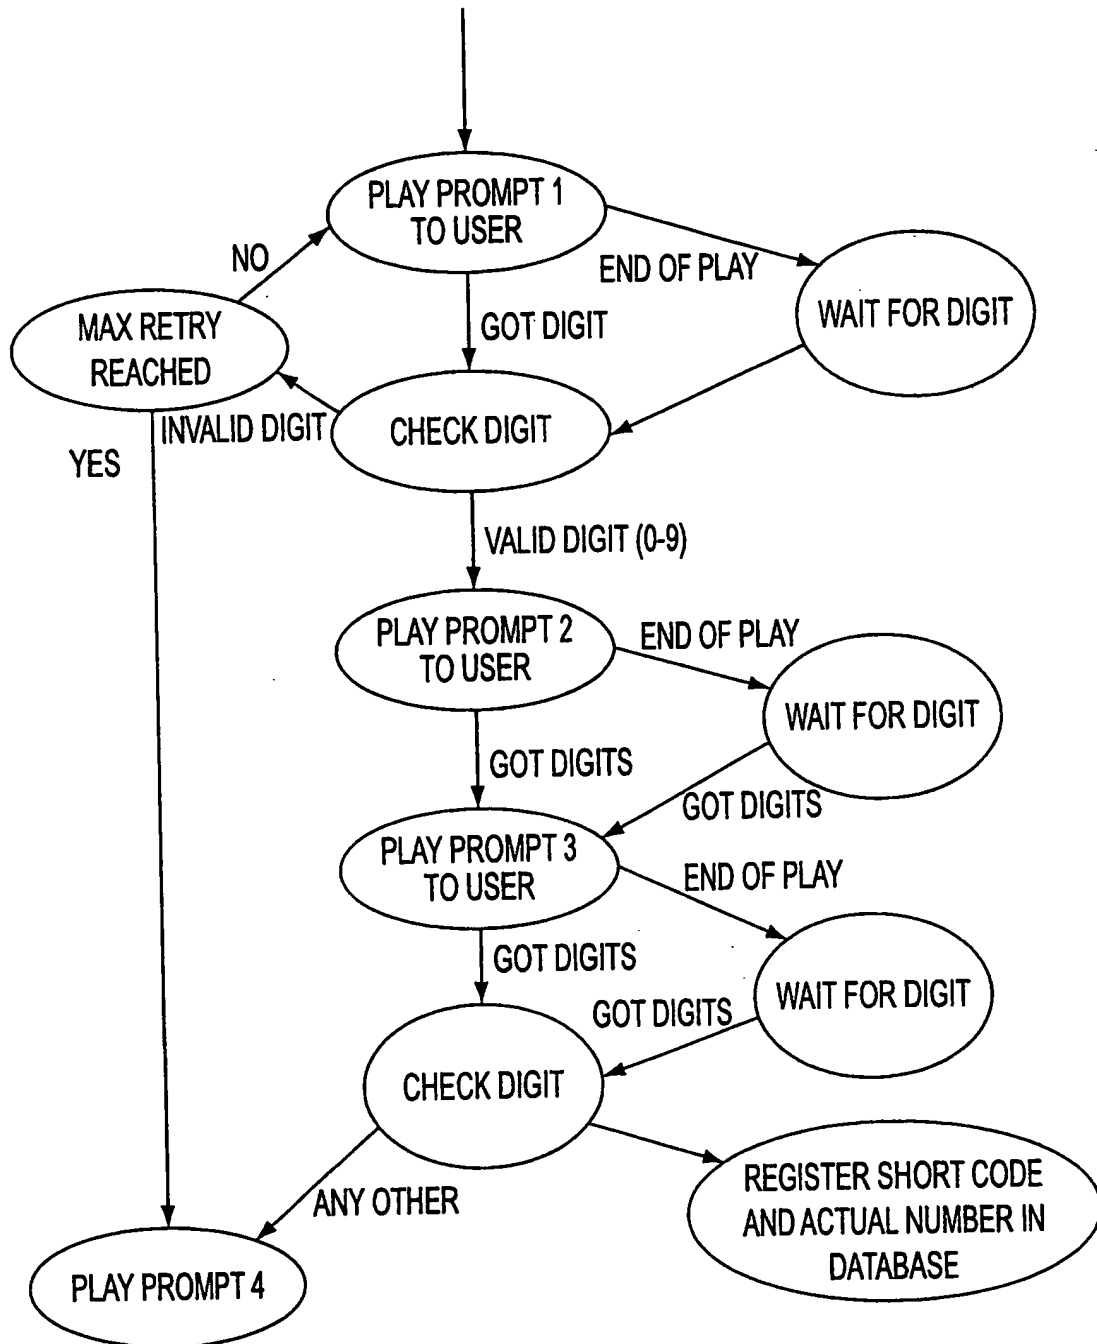 PLAY PROMPT 1
TO USER
NO
END OF PLAY
WAIT FOR DIGIT
MAX RETRY
REACHED
GOT DIGIT
INVALID DIGIT
CHECK DIGIT
YES
VALID DIGIT (0-9)
PLAY PROMPT 2
TO USER
END OF PLAY
WAIT FOR DIGIT
GOT DIGITS
GOT DIGITS
PLAY PROMPT 3
TO USER
END OF PLAY
GOT DIGITS
WAIT FOR DIGIT
GOT DIGITS
CHECK DIGIT
REGISTER SHORT CODE
AND ACTUAL NUMBER IN
DATABASE
ANY OTHER
PLAY PROMPT 4